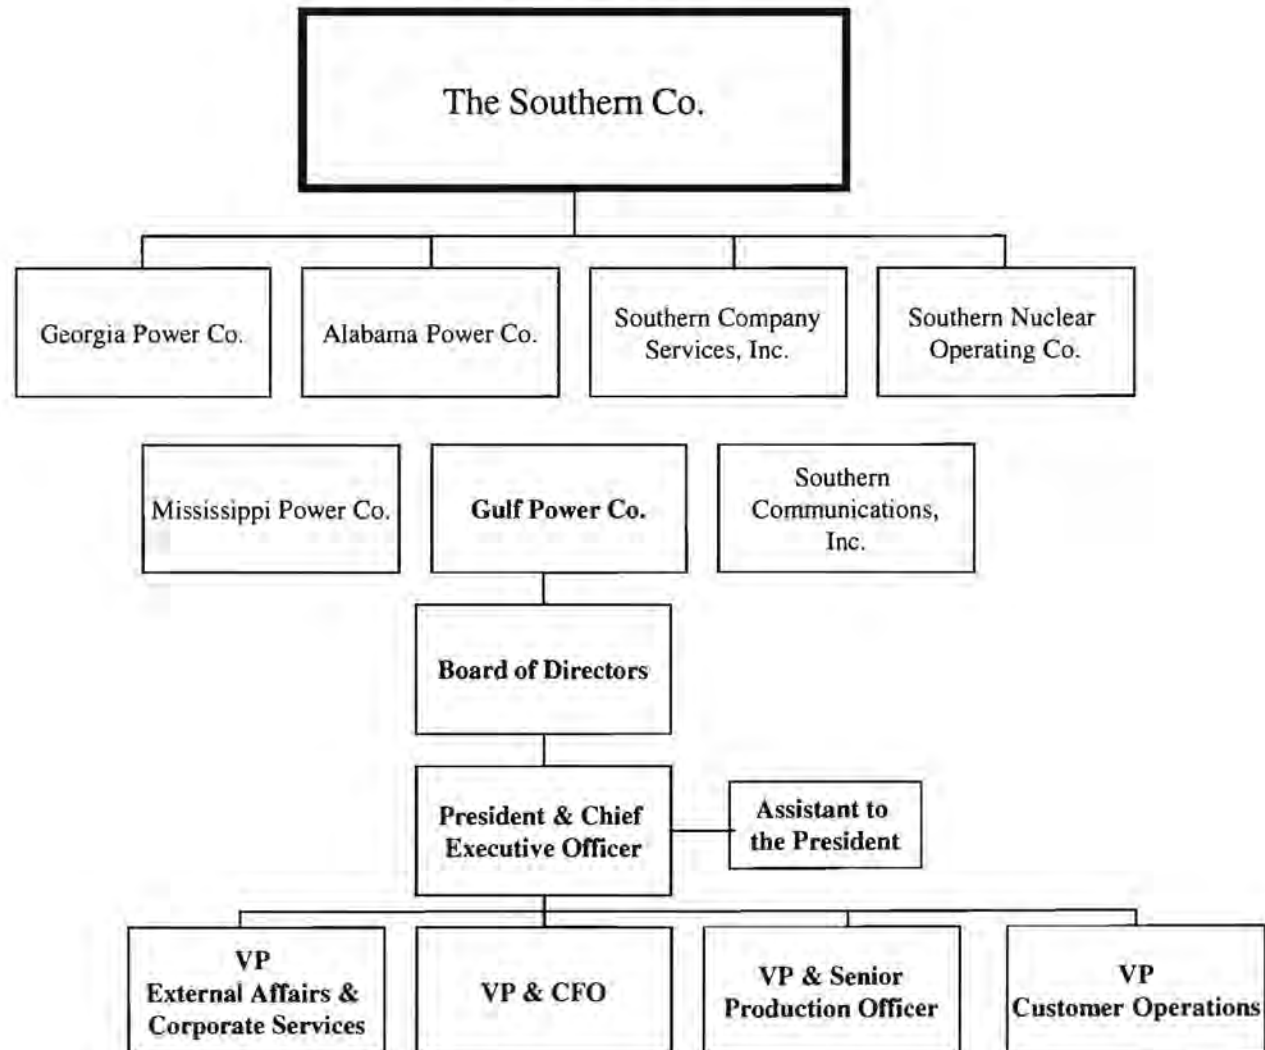 The Southern Co.
Georgia Power Co.
Alabama Power Co.
Southern Company
Services, Inc.
Southern Nuclear
Operating Co.
Mississippi Power Co.
Gulf Power Co.
Southern
Communications,
Inc.
Board of Directors
President & Chief
Executive Officer
Assistant to
the President
VP
External Affairs &
Corporate Services
VP & CFO
VP & Senior
Production Officer
VP
Customer Operations